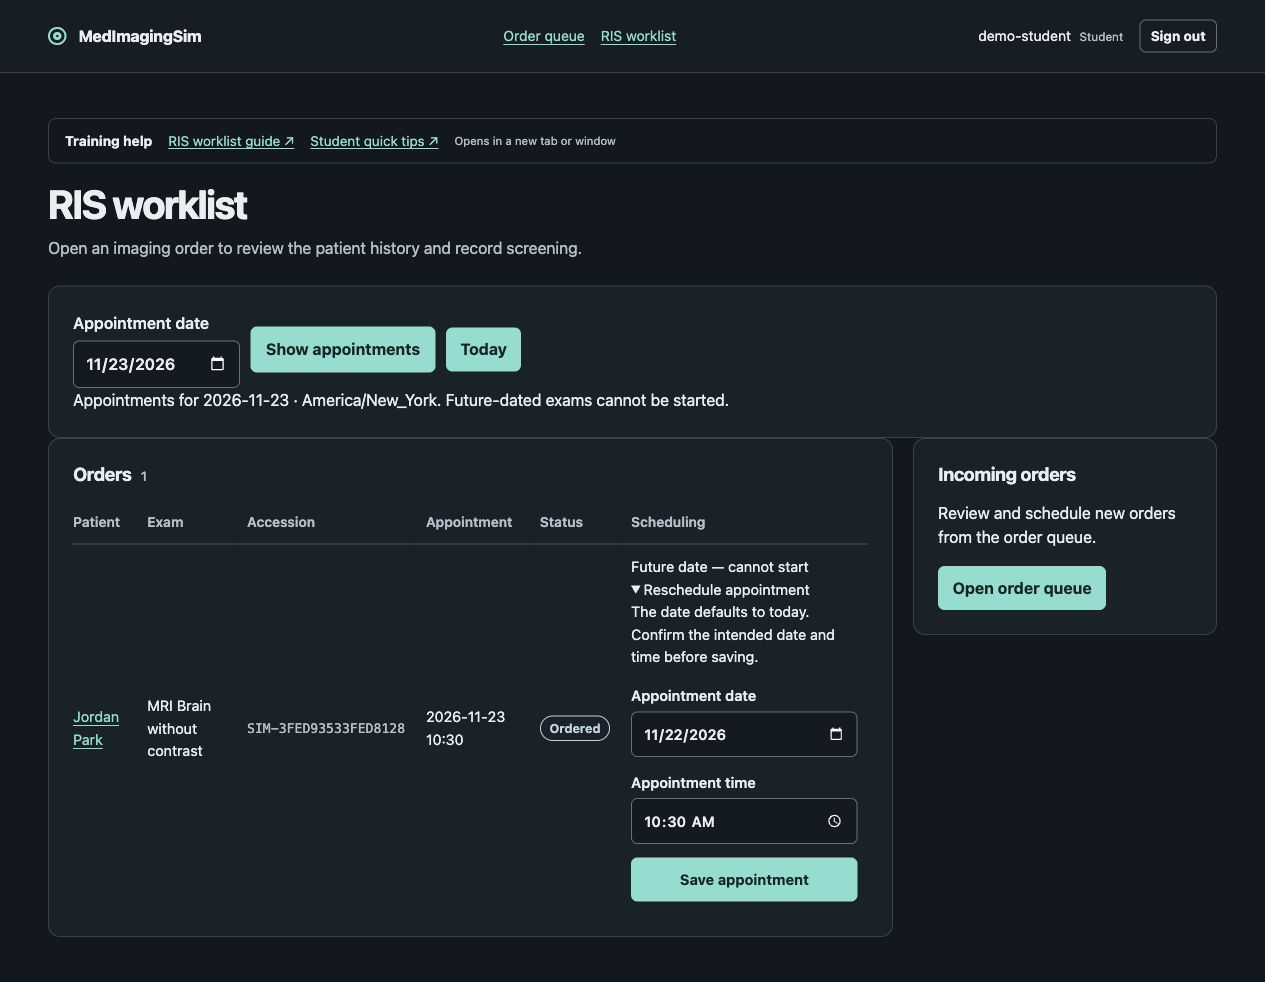 MedImagingSim
Order queue
RIS worklist
demo-student Student
Sign out
Training help
RIS worklist guide ↗
Student quick tips ↗
Opens in a new tab or window
RIS worklist
Open an imaging order to review the patient history and record screening.
Appointment date
11/23/2026
Show appointments
Today
Appointments for 2026-11-23 · America/New_York. Future-dated exams cannot be started.
Orders 1
Patient
Exam
Accession
Appointment
Status
Scheduling
Jordan
Park
MRI Brain
without
contrast
SIM-3FED93533FED8128
2026-11-23
10:30
Ordered
Future date — cannot start
▼ Reschedule appointment
The date defaults to today.
Confirm the intended date and
time before saving.
Appointment date
11/22/2026
Appointment time
10:30 AM
Save appointment
Incoming orders
Review and schedule new orders
from the order queue.
Open order queue